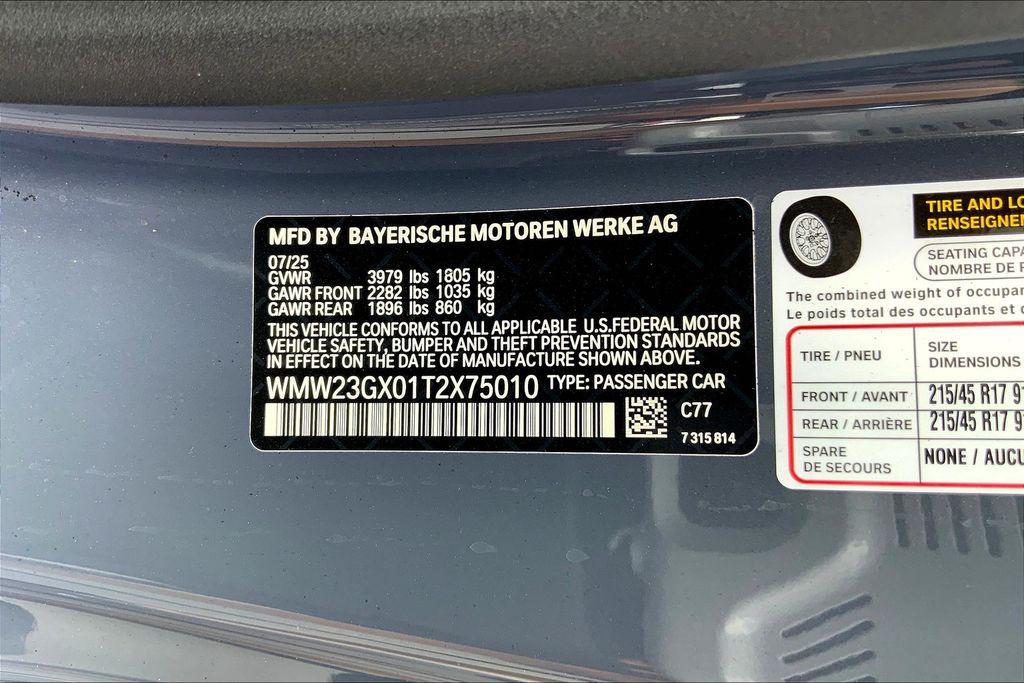 MFD BY BAYERISCHE MOTOREN WERKE AG
07/25
GVWR 3979 lbs 1805 kg
GAWR FRONT 2282 lbs 1035 kg
GAWR REAR 1896 lbs 860 kg
THIS VEHICLE CONFORMS TO ALL APPLICABLE U.S.FEDERAL MOTOR
VEHICLE SAFETY, BUMPER AND THEFT PREVENTION STANDARDS
IN EFFECT ON THE DATE OF MANUFACTURE SHOWN ABOVE.
WMW23GX01T2X75010 TYPE: PASSENGER CAR
C77
7 315 814
TIRE AND
SEATING
NOMBRE DE
The combined weight of
Le poids total des occupants et
TIRE / PNEU
SIZE
DIMENSIONS
FRONT / AVANT 215/45 R17
REAR / ARRIÈRE 215/45 R17
SPARE
DE SECOURS
NONE /